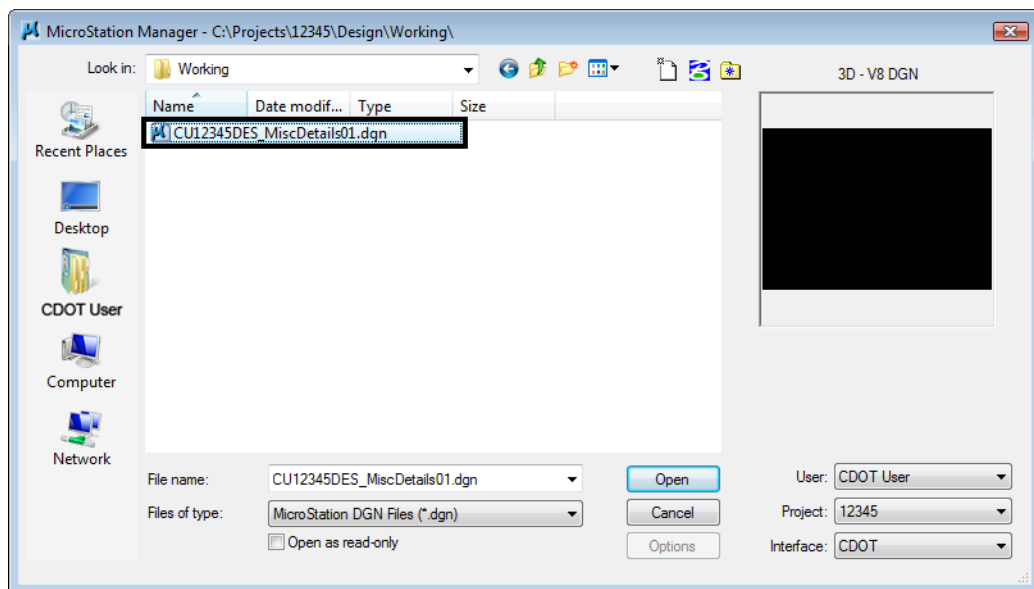 MicroStation Manager - C:\Projects\12345\Design\Working\
Look in: Working
3D - V8 DGN
Name Date modif... Type Size
CU12345DES_MiscDetails01.dgn
Recent Places
Desktop
CDOT User
Computer
Network
File name: CU12345DES_MiscDetails01.dgn Open
Files of type: MicroStation DGN Files (*.dgn) Cancel
Open as read-only Options
User: CDOT User
Project: 12345
Interface: CDOT